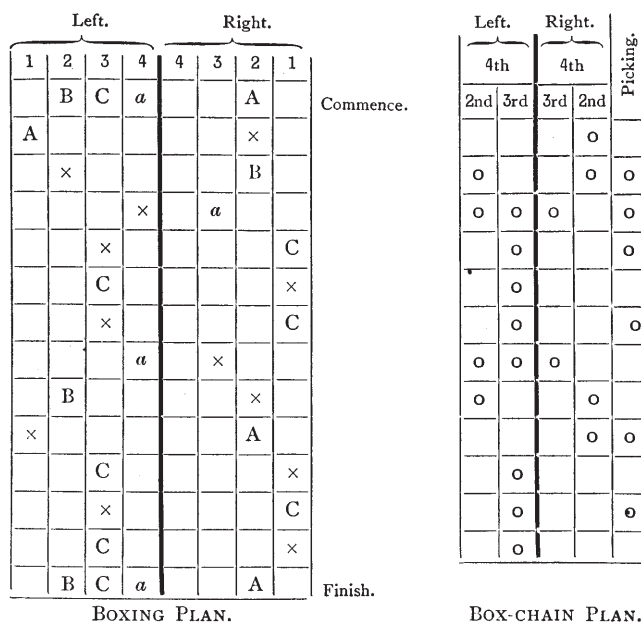 Left. Right.
1 2 3 4 4 3 2 1
B C a A Commence.
A ×
× B
× a
× C
C ×
× C
a ×
B ×
× A
C ×
× C
C ×
B C a A Finish.
BOXING PLAN.
Left. Right. Picking.
4th 4th
2nd 3rd 3rd 2nd
o
o o o
o o o o
o o
o
o o
o o o
o o
o o
o
o o
o
BOX-CHAIN PLAN.